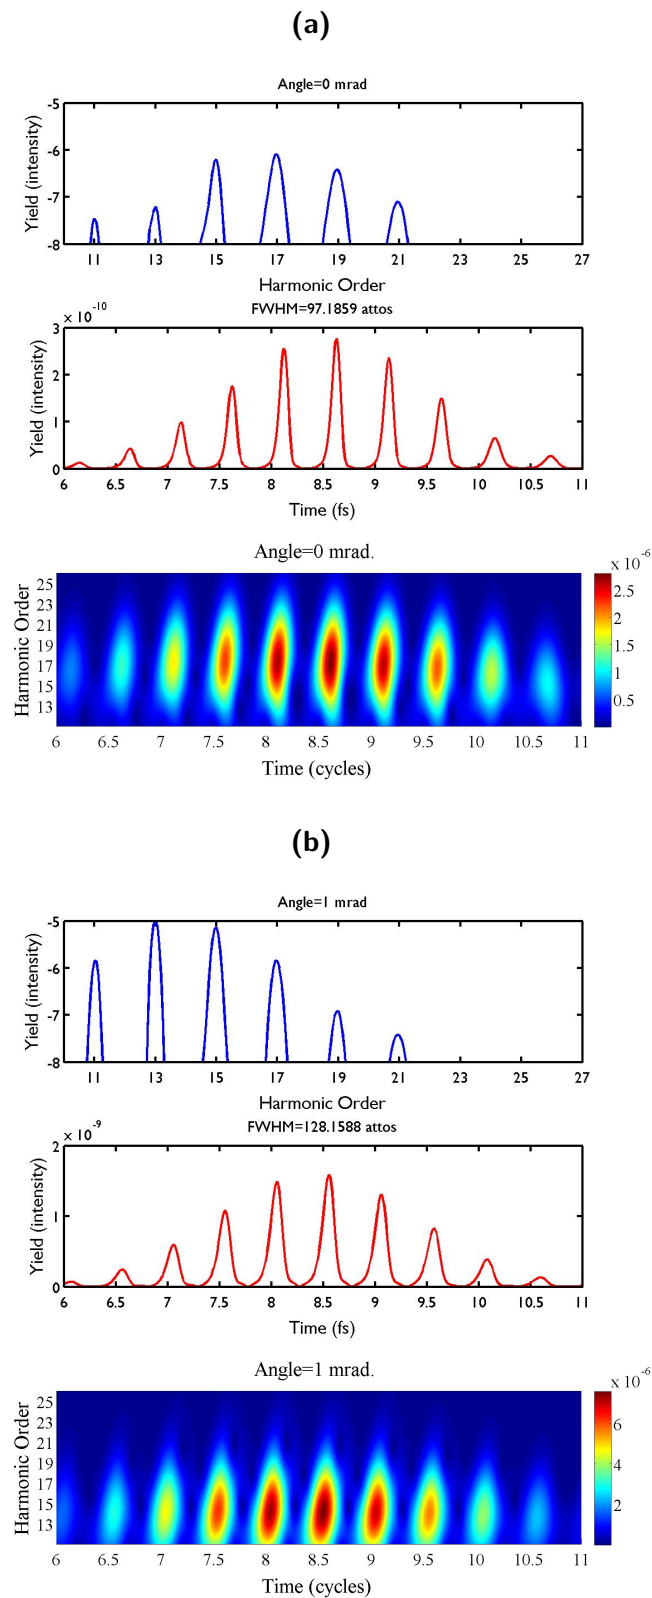 (a)
Angle=0 mrad
-5
-6
-7
-8
Yield (intensity)
11 13 15 17 19 21 23 25 27
Harmonic Order
× 10⁻¹⁰
FWHM=97.1859 attos
3
2
1
0
Yield (intensity)
6 6.5 7 7.5 8 8.5 9 9.5 10 10.5 11
Time (fs)
Angle=0 mrad.
x 10⁻⁶
25
23
21
19
17
15
13
Harmonic Order
2.5
2
1.5
1
0.5
6 6.5 7 7.5 8 8.5 9 9.5 10 10.5 11
Time (cycles)
(b)
Angle=1 mrad
-5
-6
-7
-8
Yield (intensity)
11 13 15 17 19 21 23 25 27
Harmonic Order
× 10⁻⁹
FWHM=128.1588 attos
2
1
0
Yield (intensity)
6 6.5 7 7.5 8 8.5 9 9.5 10 10.5 11
Time (fs)
Angle=1 mrad.
x 10⁻⁶
25
23
21
19
17
15
13
Harmonic Order
6
4
2
6 6.5 7 7.5 8 8.5 9 9.5 10 10.5 11
Time (cycles)